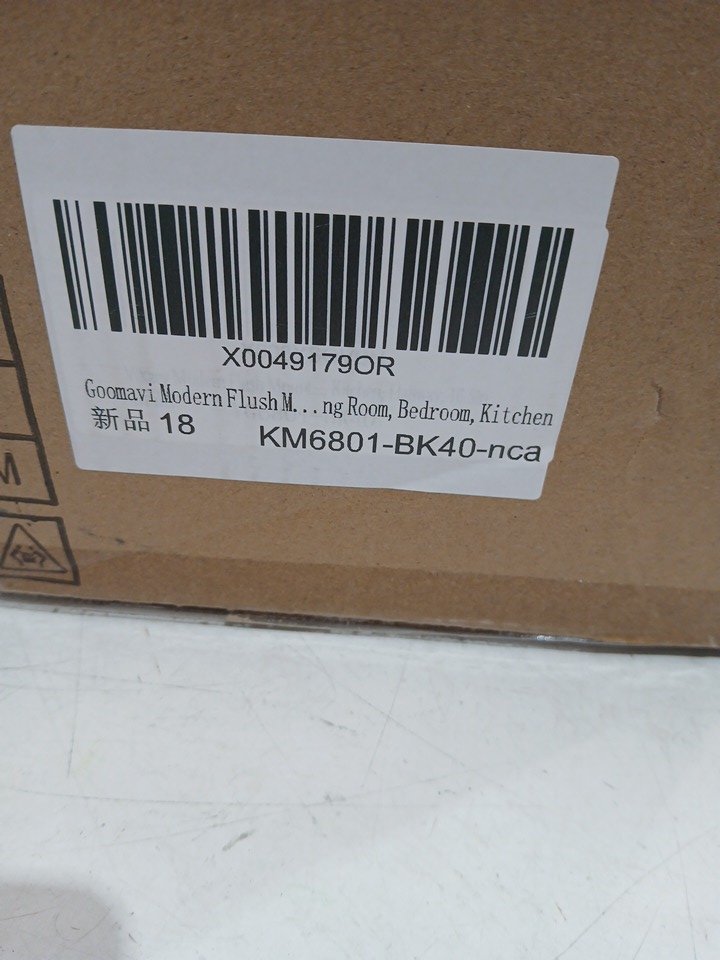 X0049179OR
Goomavi Modern Flush M...ng Room, Bedroom, Kitchen
新品 18 KM6801-BK40-nca
M